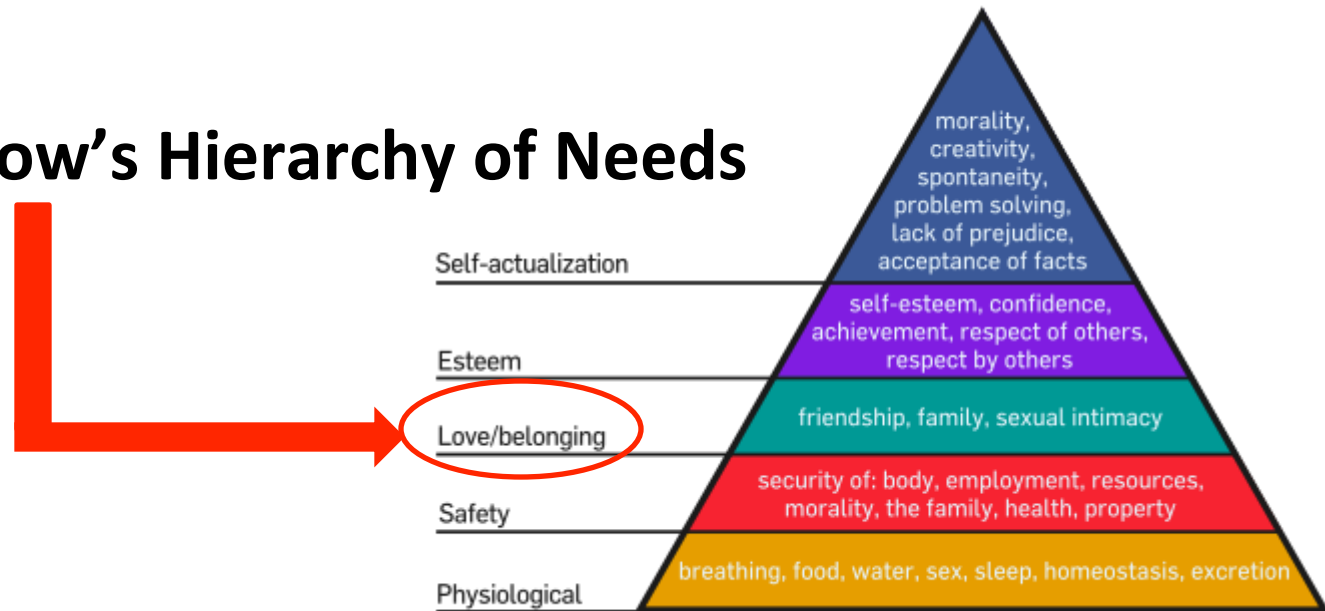 ow’s Hierarchy of Needs
morality,
creativity,
spontaneity,
problem solving,
lack of prejudice,
acceptance of facts
Self-actualization
self-esteem, confidence,
achievement, respect of others,
respect by others
Esteem
friendship, family, sexual intimacy
Love/belonging
security of: body, employment, resources,
morality, the family, health, property
Safety
breathing, food, water, sex, sleep, homeostasis, excretion
Physiological